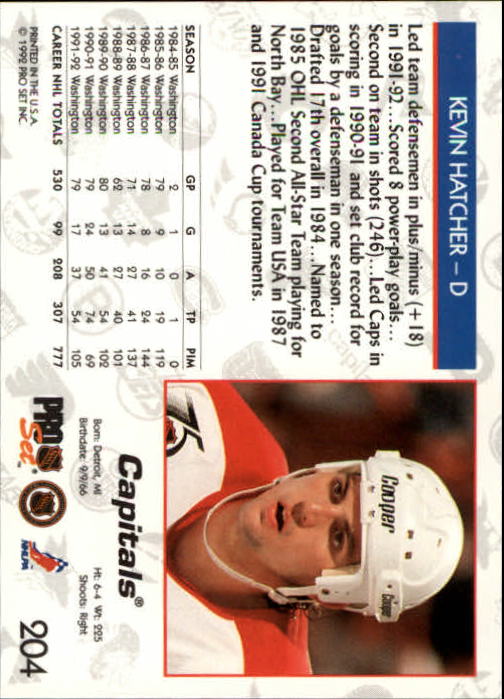 KEVIN HATCHER – D
Led team defensemen in plus/minus (+18)
in 1991-92...Scored 8 power-play goals...
Second on team in shots (246)...Led Caps in
scoring in 1990-91 and set club record for
goals by a defenseman in one season...
Drafted 17th overall in 1984...Named to
1985 OHL Second All-Star Team playing for
North Bay...Played for Team USA in 1987
and 1991 Canada Cup tournaments.
SEASON GP G A TP PIM
1984-85 Washington 2 1 0 1 0
1985-86 Washington 79 9 10 19 119
1986-87 Washington 78 8 16 24 144
1987-88 Washington 71 14 27 41 137
1988-89 Washington 62 13 27 40 101
1989-90 Washington 80 13 41 54 102
1990-91 Washington 79 24 50 74 69
1991-92 Washington 79 17 37 54 105
CAREER NHL TOTALS 530 99 208 307 777
PRINTED IN THE U.S.A.
© 1992 PRO SET INC.
Cooper
Cooper
75
Capitals®
Born: Detroit, MI Ht: 6-4 Wt: 225
Birthdate: 9/9/66 Shoots: Right
PRO
Set
NHLPA
204